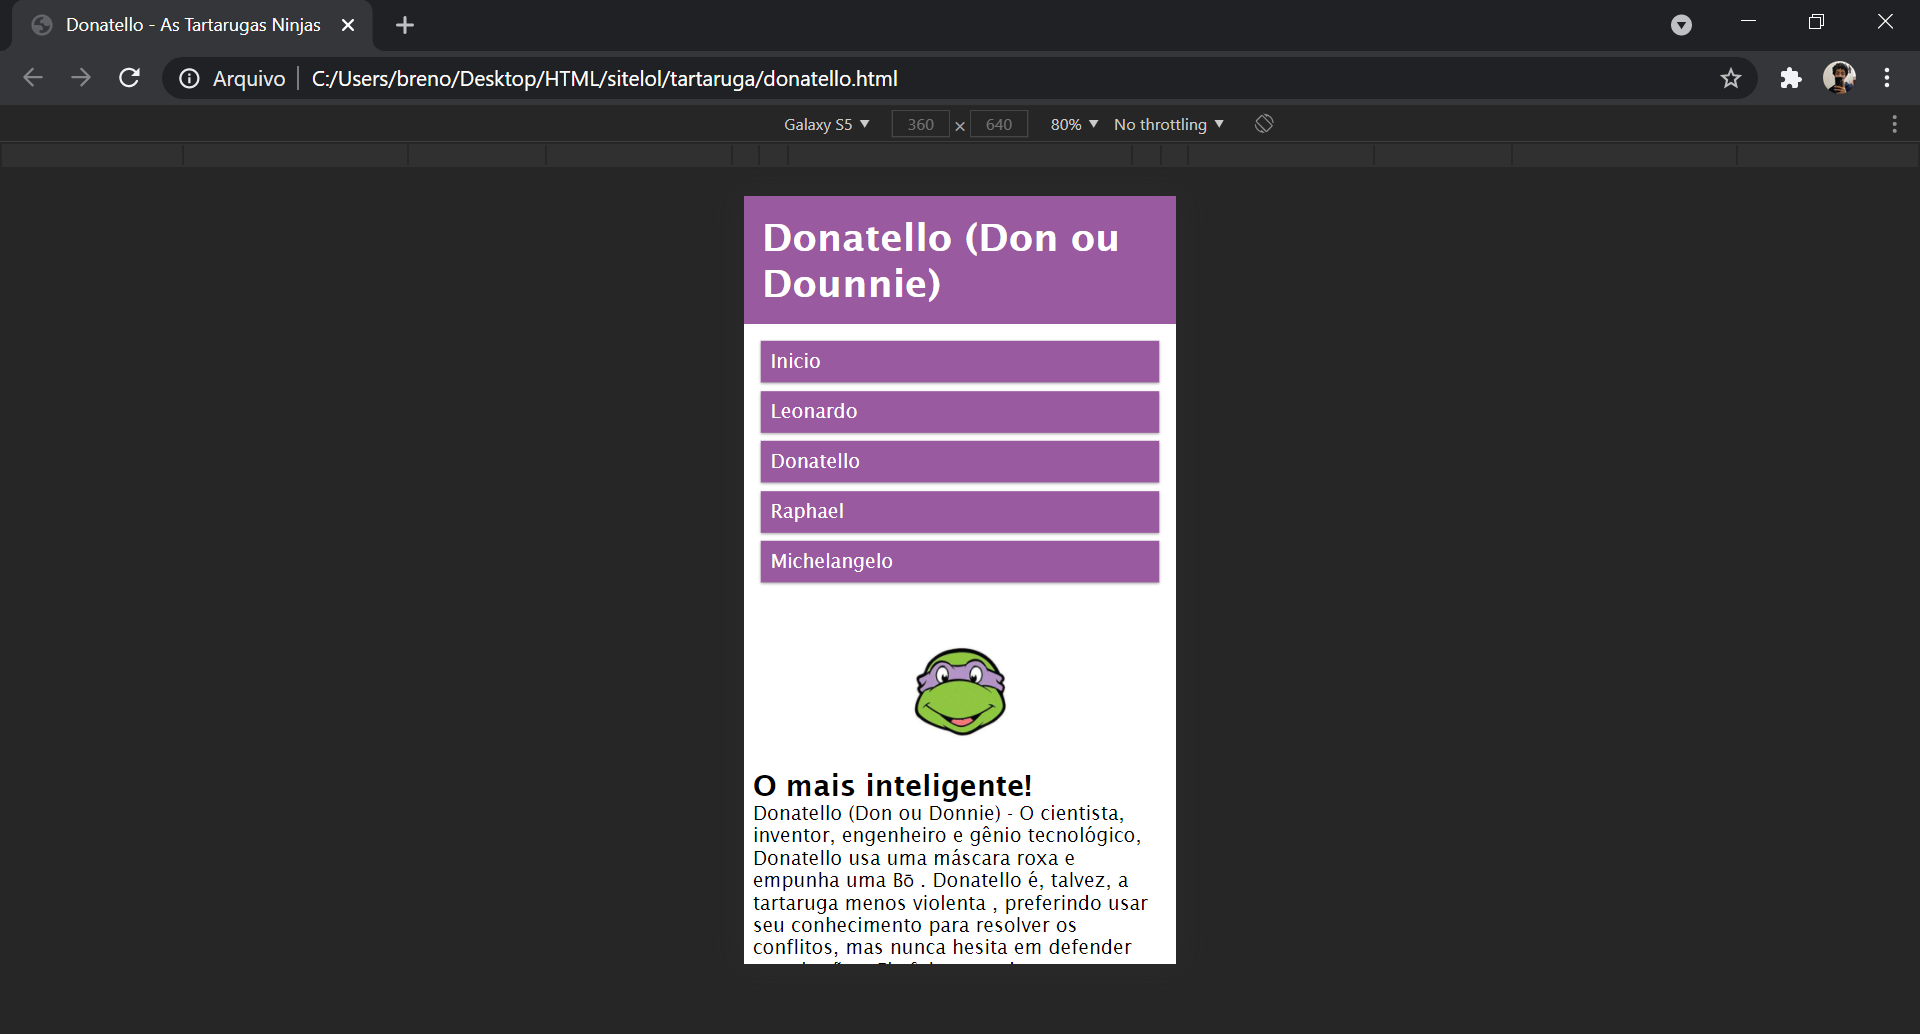 Donatello - As Tartarugas Ninjas
Arquivo C:/Users/breno/Desktop/HTML/sitelol/tartaruga/donatello.html
Galaxy S5 ▼ 360 × 640 80% ▼ No throttling ▼
Donatello (Don ou
Dounnie)
Inicio
Leonardo
Donatello
Raphael
Michelangelo
O mais inteligente!
Donatello (Don ou Donnie) - O cientista,
inventor, engenheiro e gênio tecnológico,
Donatello usa uma máscara roxa e
empunha uma Bō . Donatello é, talvez, a
tartaruga menos violenta , preferindo usar
seu conhecimento para resolver os
conflitos, mas nunca hesita em defender